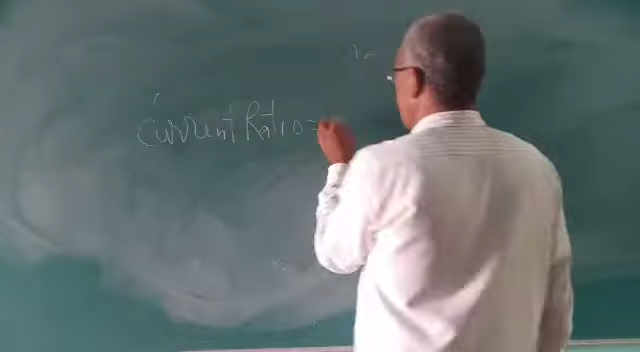 Current Ratio =